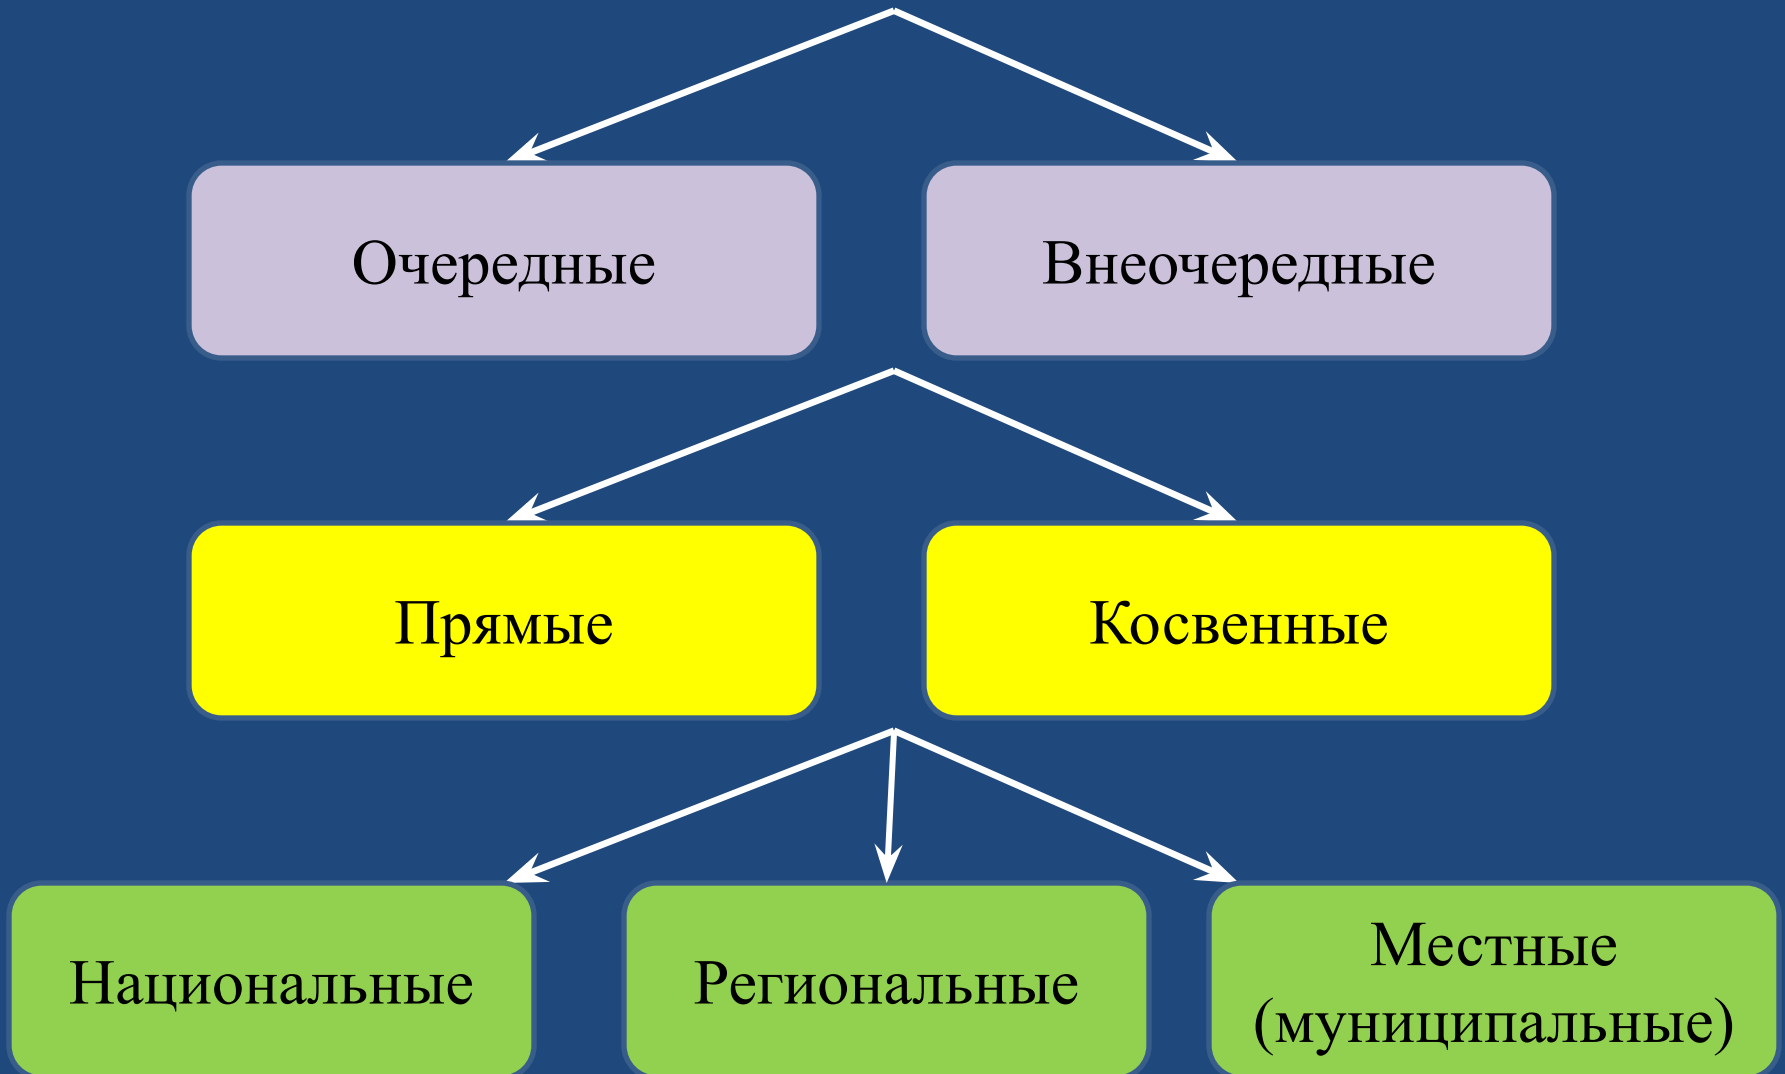 Очередные
Внеочередные
Прямые
Косвенные
Национальные
Региональные
Местные
(муниципальные)